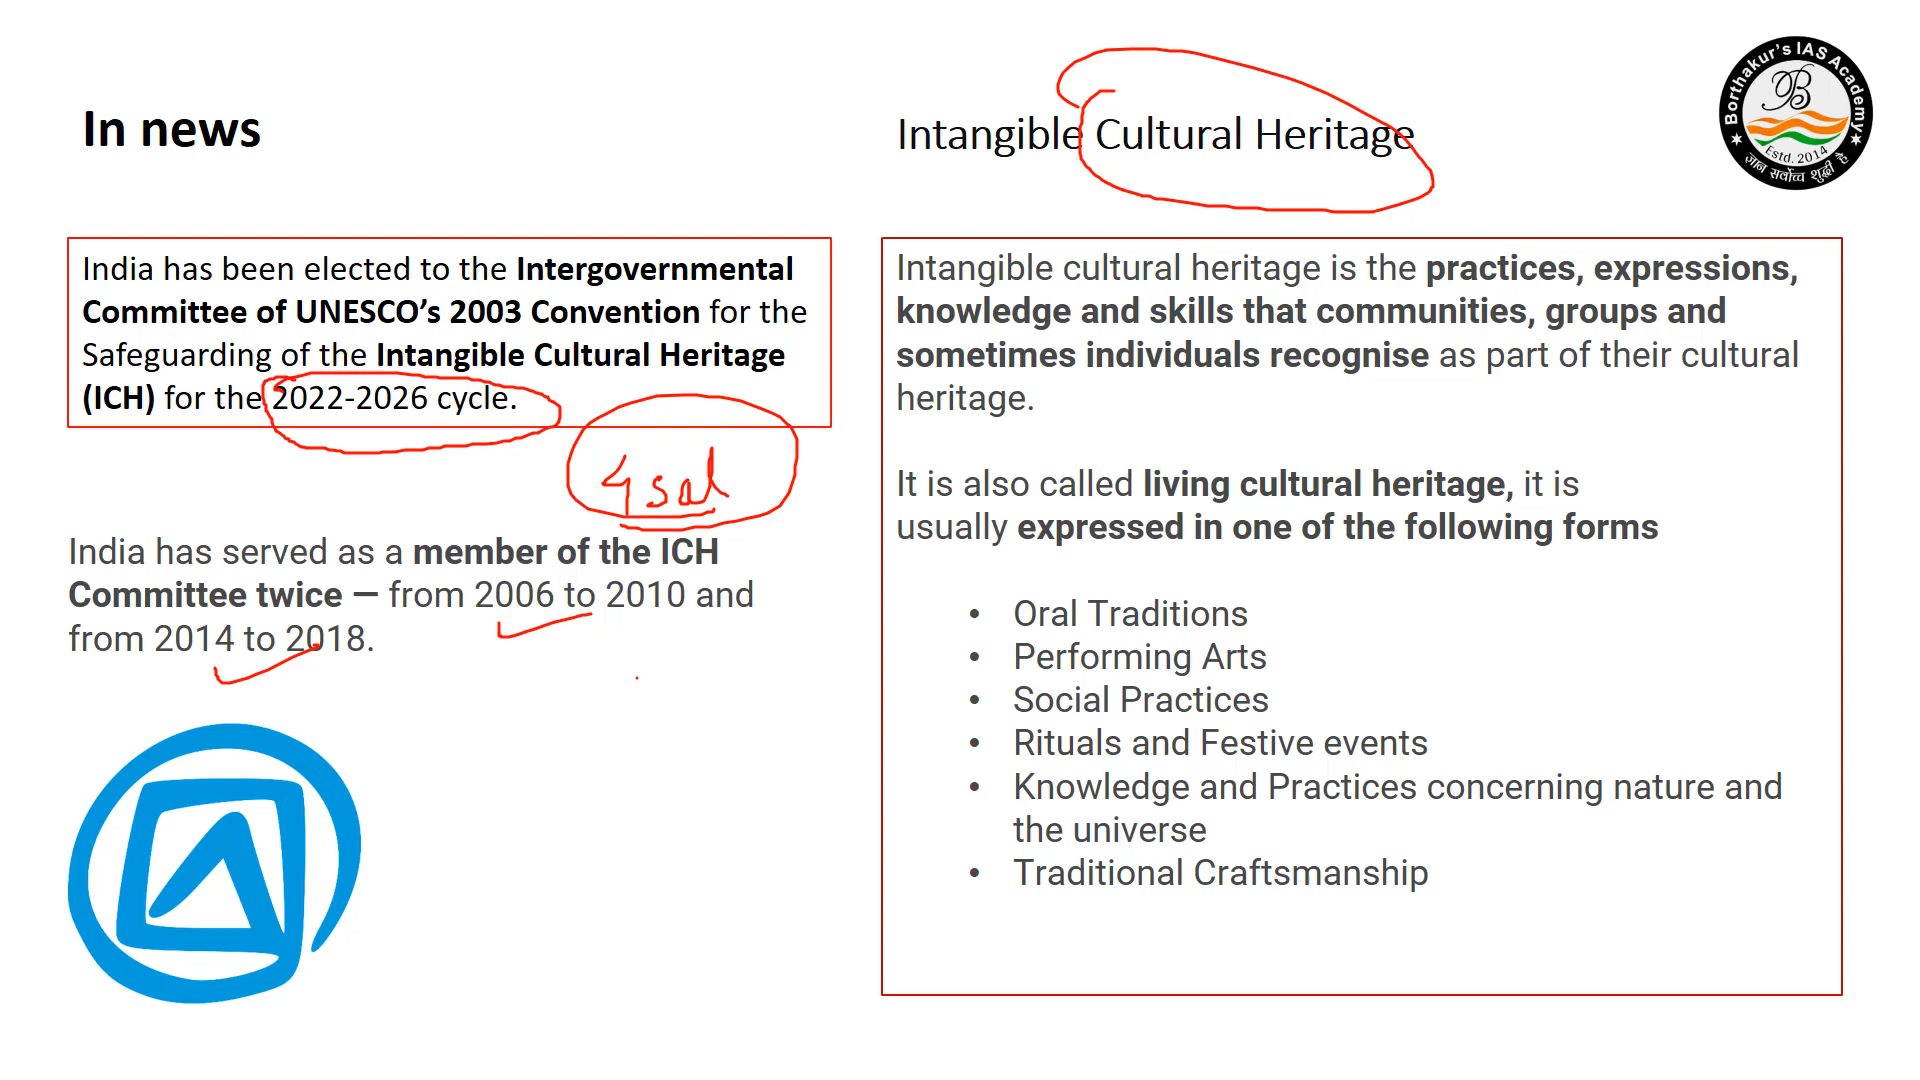 In news
India has been elected to the Intergovernmental
Committee of UNESCO’s 2003 Convention for the
Safeguarding of the Intangible Cultural Heritage
(ICH) for the 2022-2026 cycle.
4 sal
India has served as a member of the ICH
Committee twice — from 2006 to 2010 and
from 2014 to 2018.
Intangible Cultural Heritage
Intangible cultural heritage is the practices, expressions,
knowledge and skills that communities, groups and
sometimes individuals recognise as part of their cultural
heritage.
It is also called living cultural heritage, it is
usually expressed in one of the following forms
• Oral Traditions
• Performing Arts
• Social Practices
• Rituals and Festive events
• Knowledge and Practices concerning nature and
the universe
• Traditional Craftsmanship
Borthakur's IAS Academy
B
Estd. 2014
ज्ञान सर्वोच्च शुद्धी है